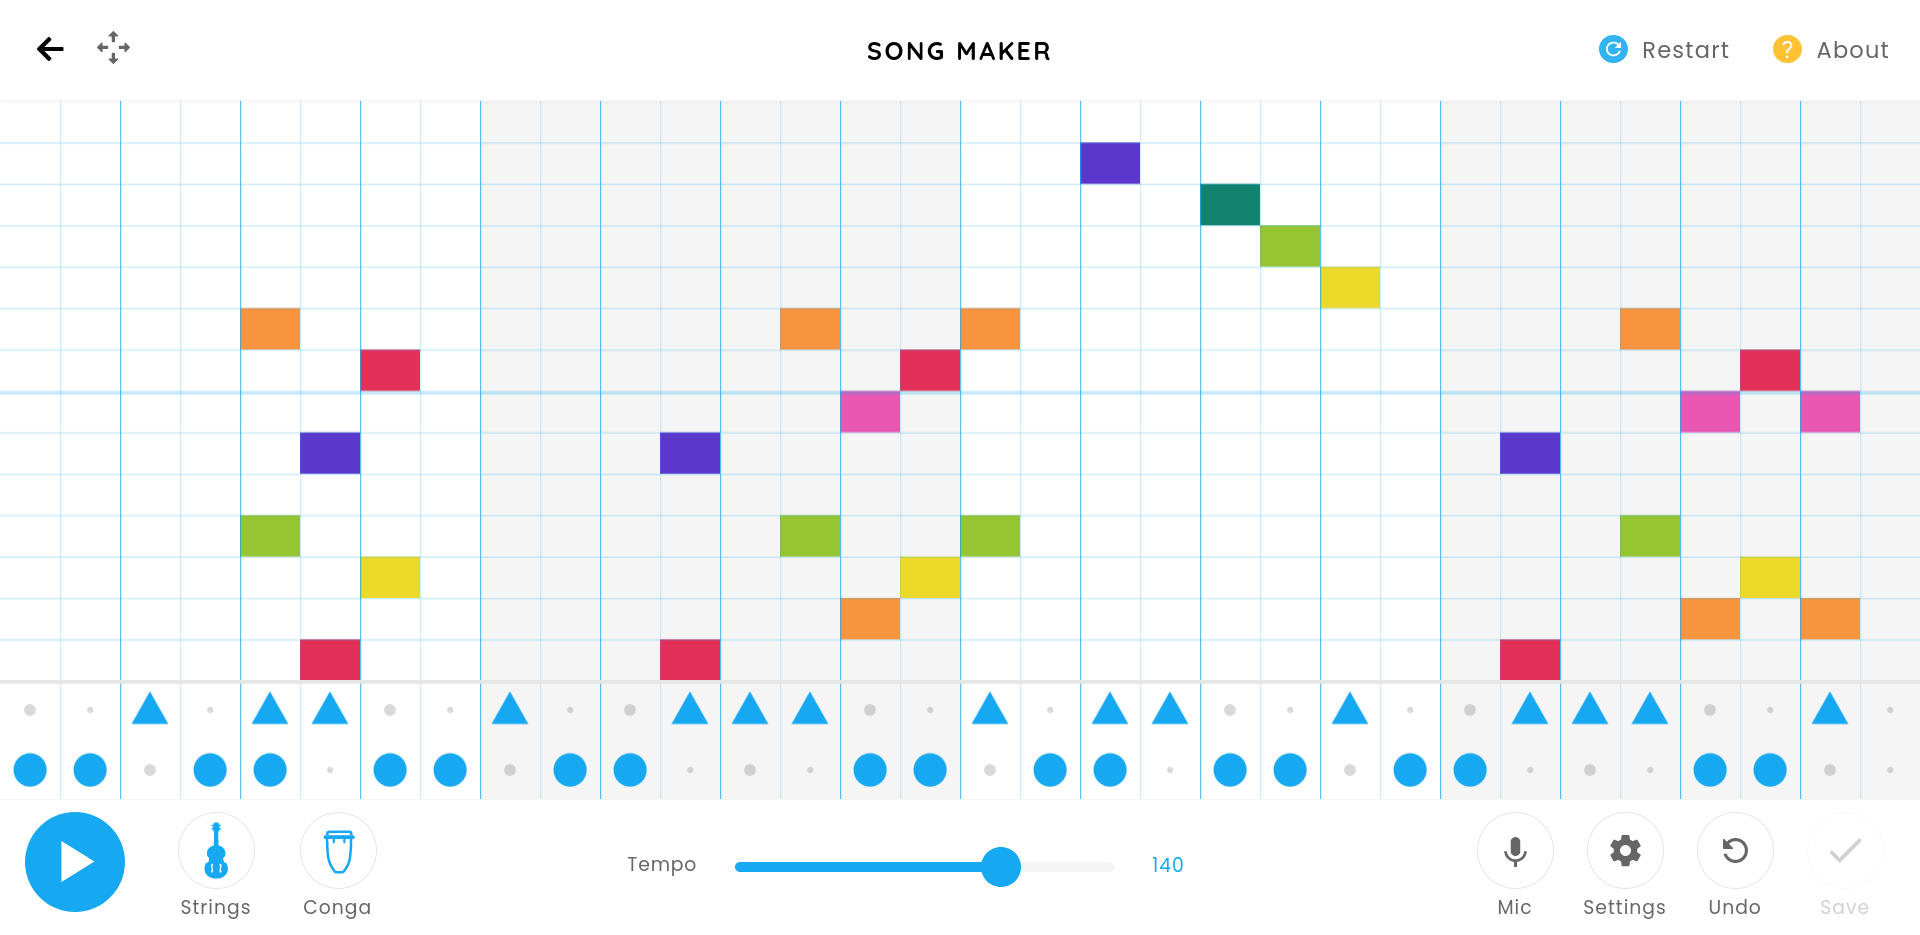 SONG MAKER
Restart
? About
Tempo
140
Strings
Conga
Mic
Settings
Undo
Save